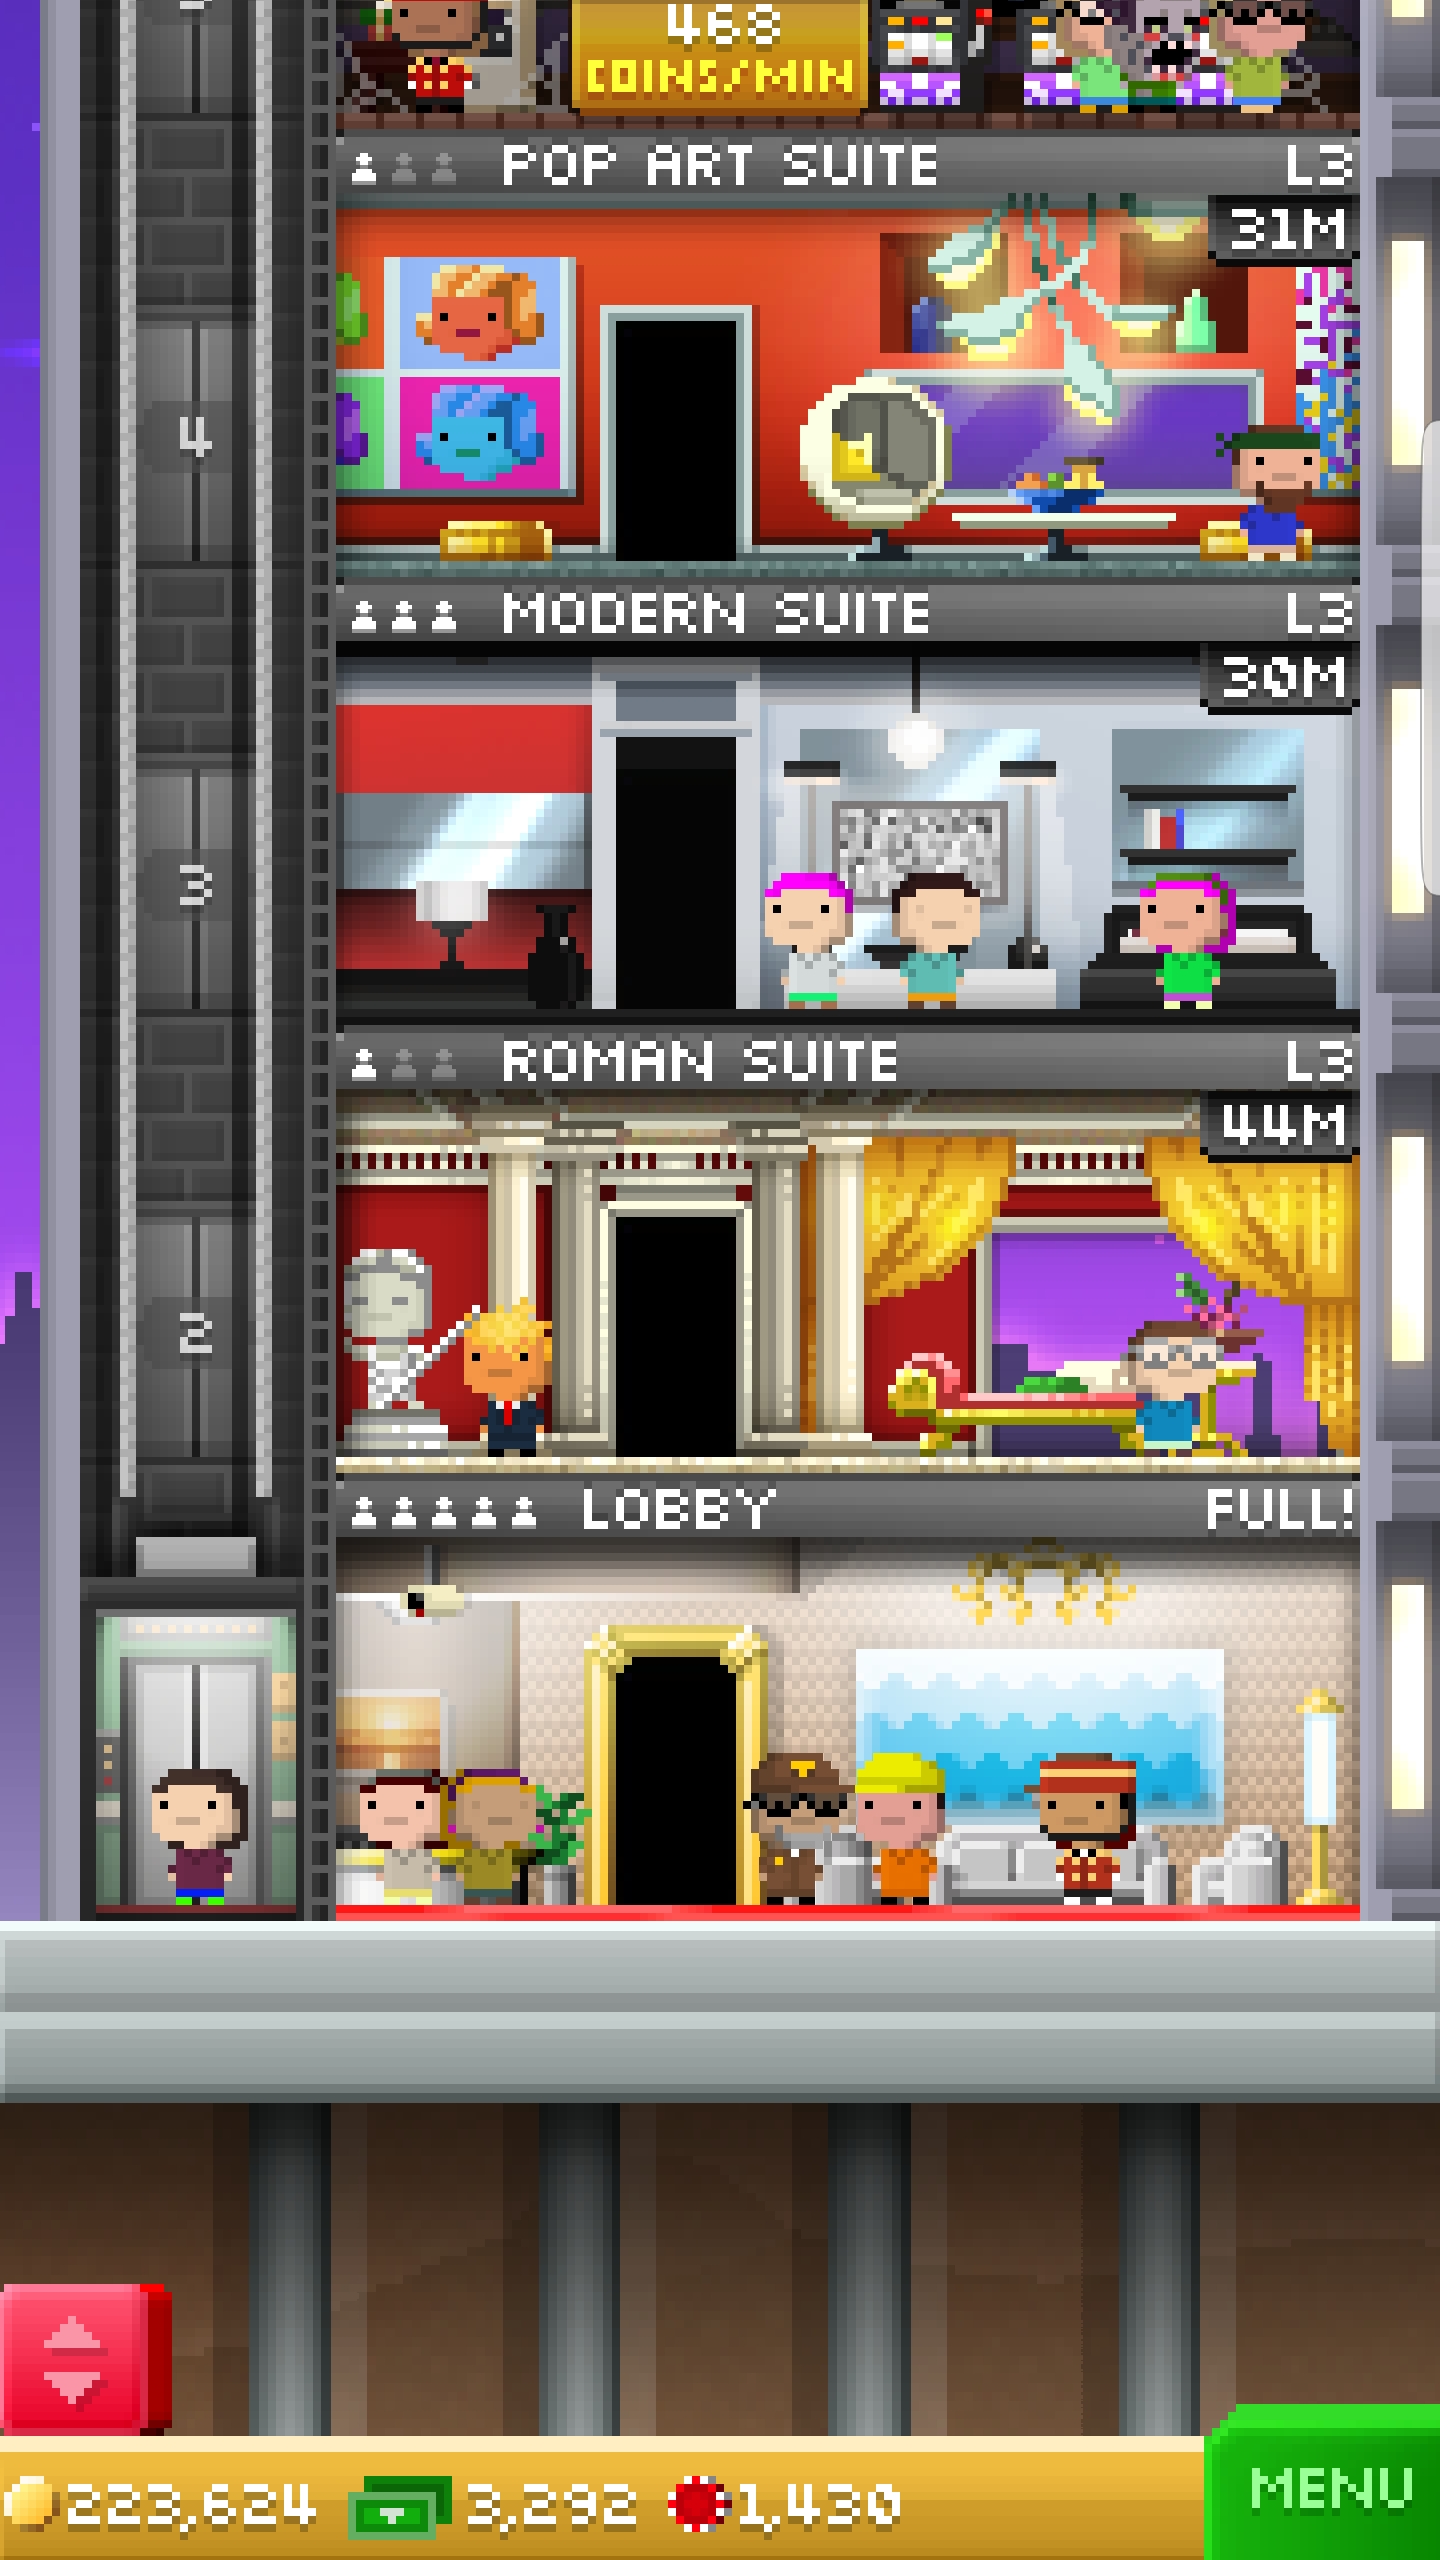 468
COINS/MIN
POP ART SUITE L3
31M
4
MODERN SUITE L3
30M
3
ROMAN SUITE L3
44M
2
LOBBY FULL!
223,624 3,292 1,430
MENU